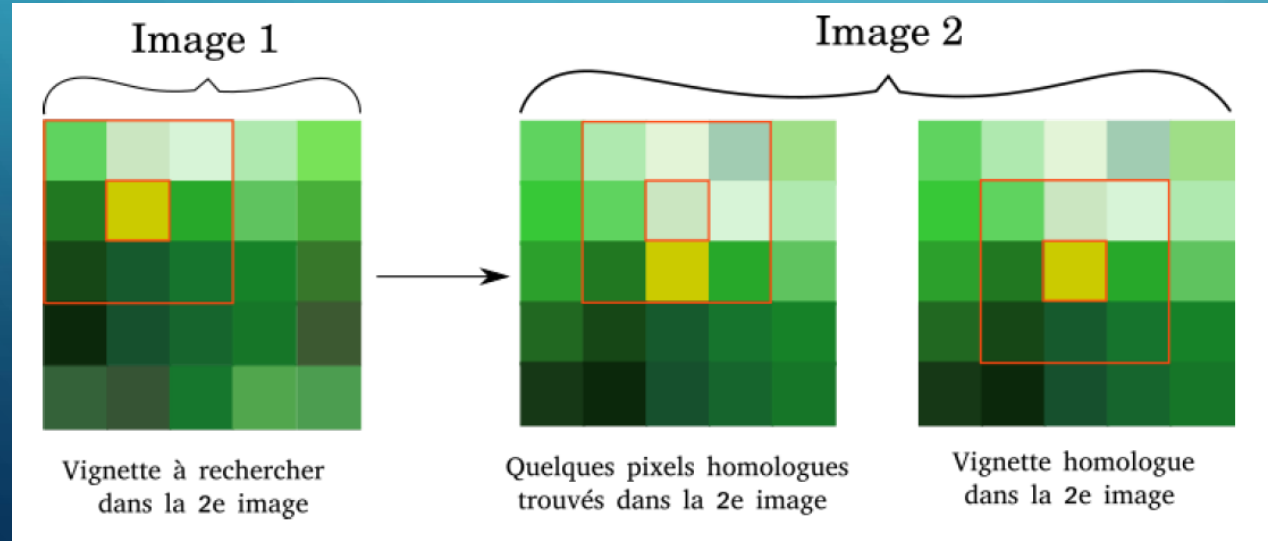 Image 1
Image 2
Vignette à rechercher
dans la 2e image
Quelques pixels homologues
trouvés dans la 2e image
Vignette homologue
dans la 2e image